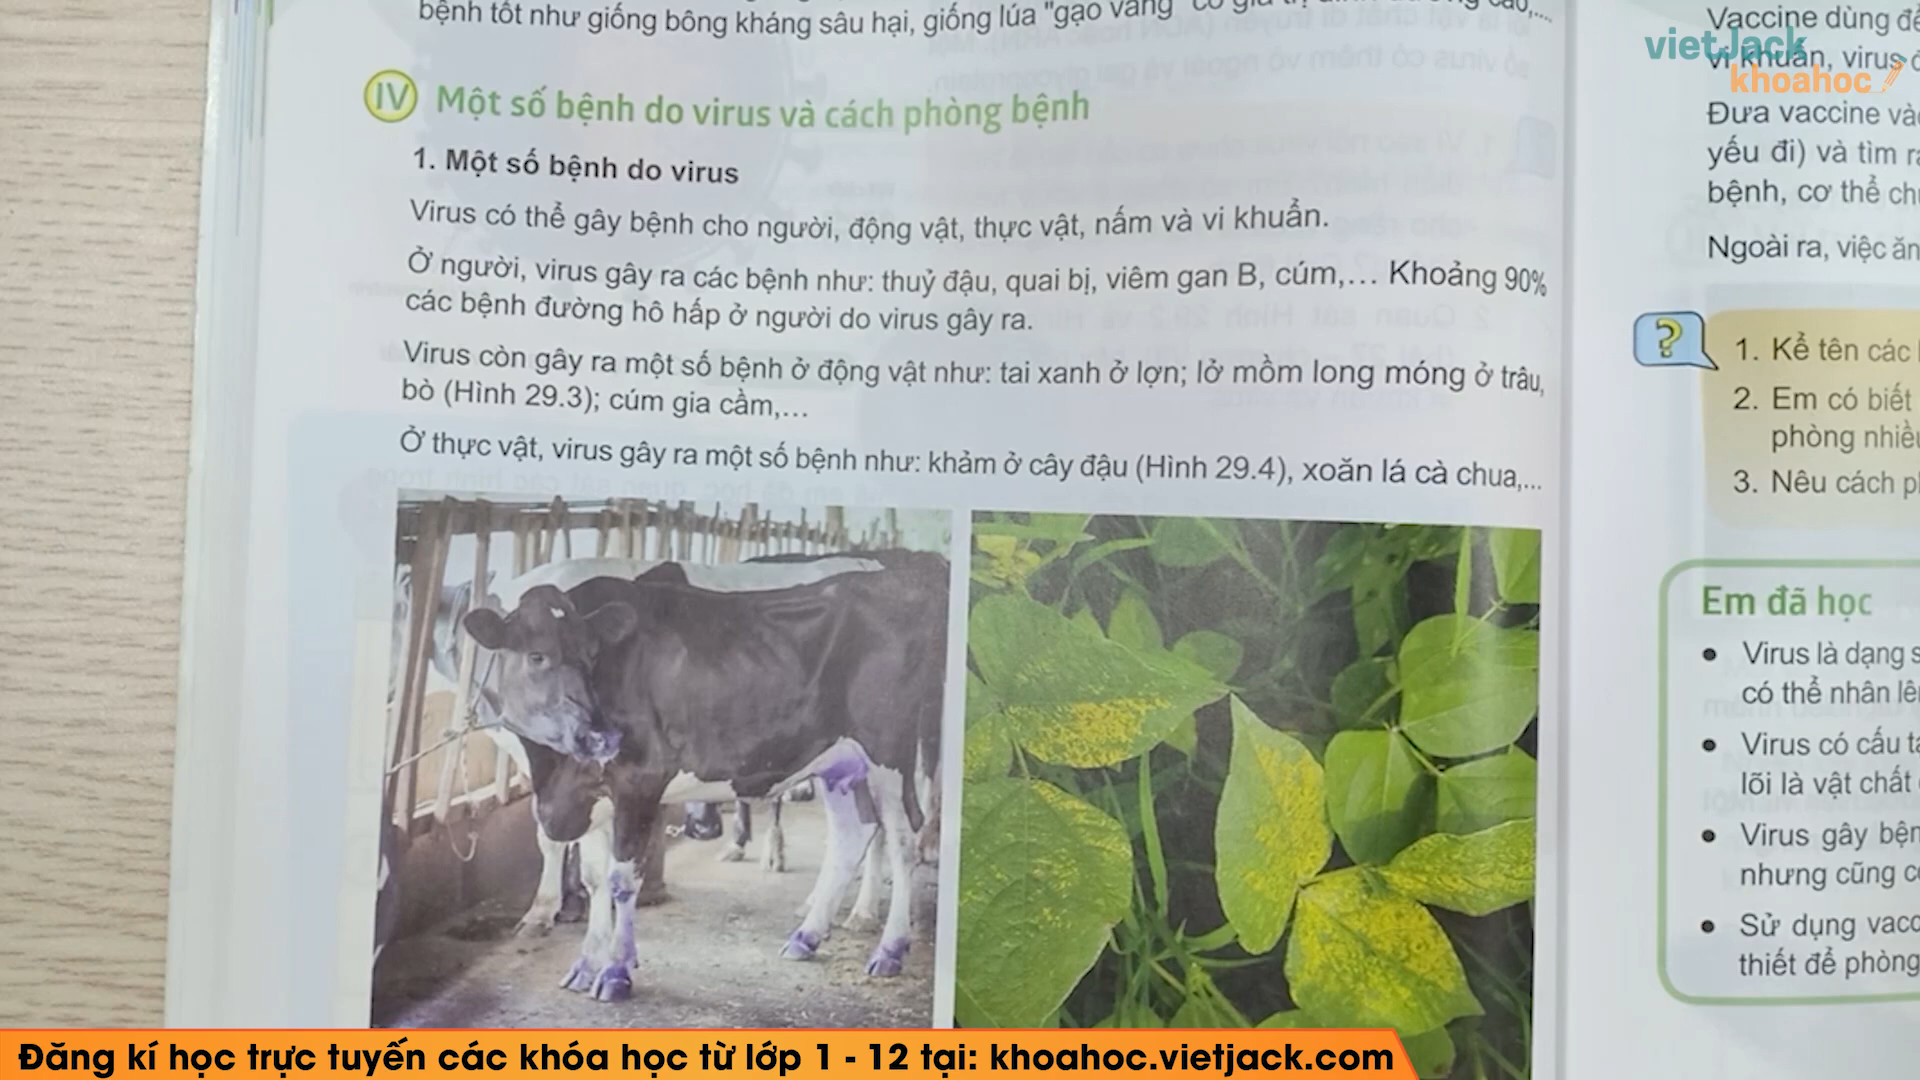 bệnh tốt như giống bông kháng sâu hại, giống lúa "gạo vàng"
IV Một số bệnh do virus và cách phòng bệnh
1. Một số bệnh do virus
Virus có thể gây bệnh cho người, động vật, thực vật, nấm và vi khuẩn.
Ở người, virus gây ra các bệnh như: thuỷ đậu, quai bị, viêm gan B, cúm,... Khoảng 90%
các bệnh đường hô hấp ở người do virus gây ra.
Virus còn gây ra một số bệnh ở động vật như: tai xanh ở lợn; lở mồm long móng ở trâu,
bò (Hình 29.3); cúm gia cầm,...
Ở thực vật, virus gây ra một số bệnh như: khảm ở cây đậu (Hình 29.4), xoăn lá cà chua,...
Vaccine dùng
vi khuẩn, virus
Đưa vaccine
yếu đi) và tìm
bệnh, cơ thể
Ngoài ra, việc
?
1. Kể tên các
2. Em có biết
phòng
3. Nêu cách
Em đã học
• Virus là dạng
có thể nhân
• Virus có cấu
lõi là vật chất
• Virus gây
nhưng cũng
• Sử dụng
thiết để phòng
vietJack
khoahoc
Đăng kí học trực tuyến các khóa học từ lớp 1 - 12 tại: khoahoc.vietjack.com